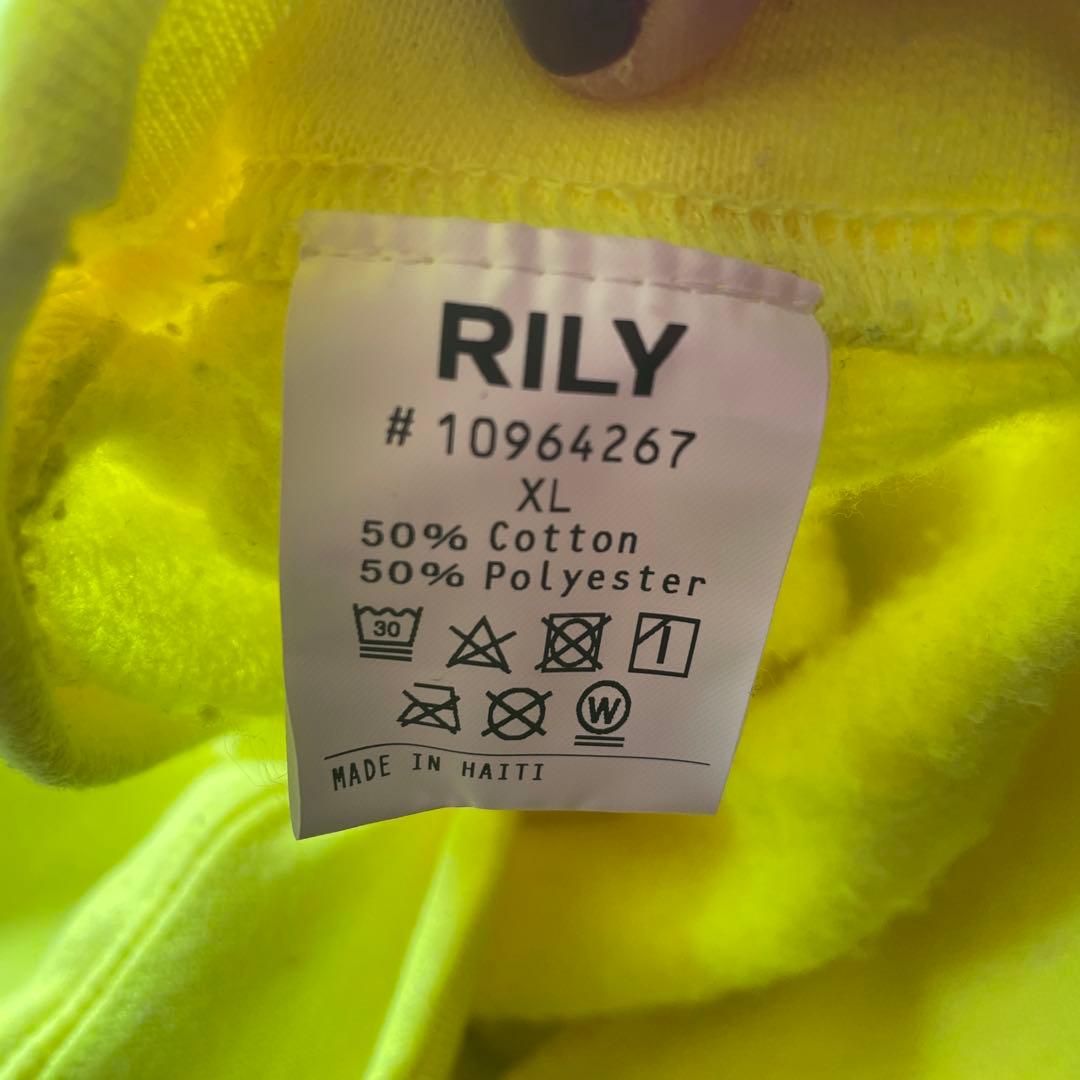 RILY
# 10964267
XL
50% Cotton
50% Polyester
30
W
MADE IN HAITI